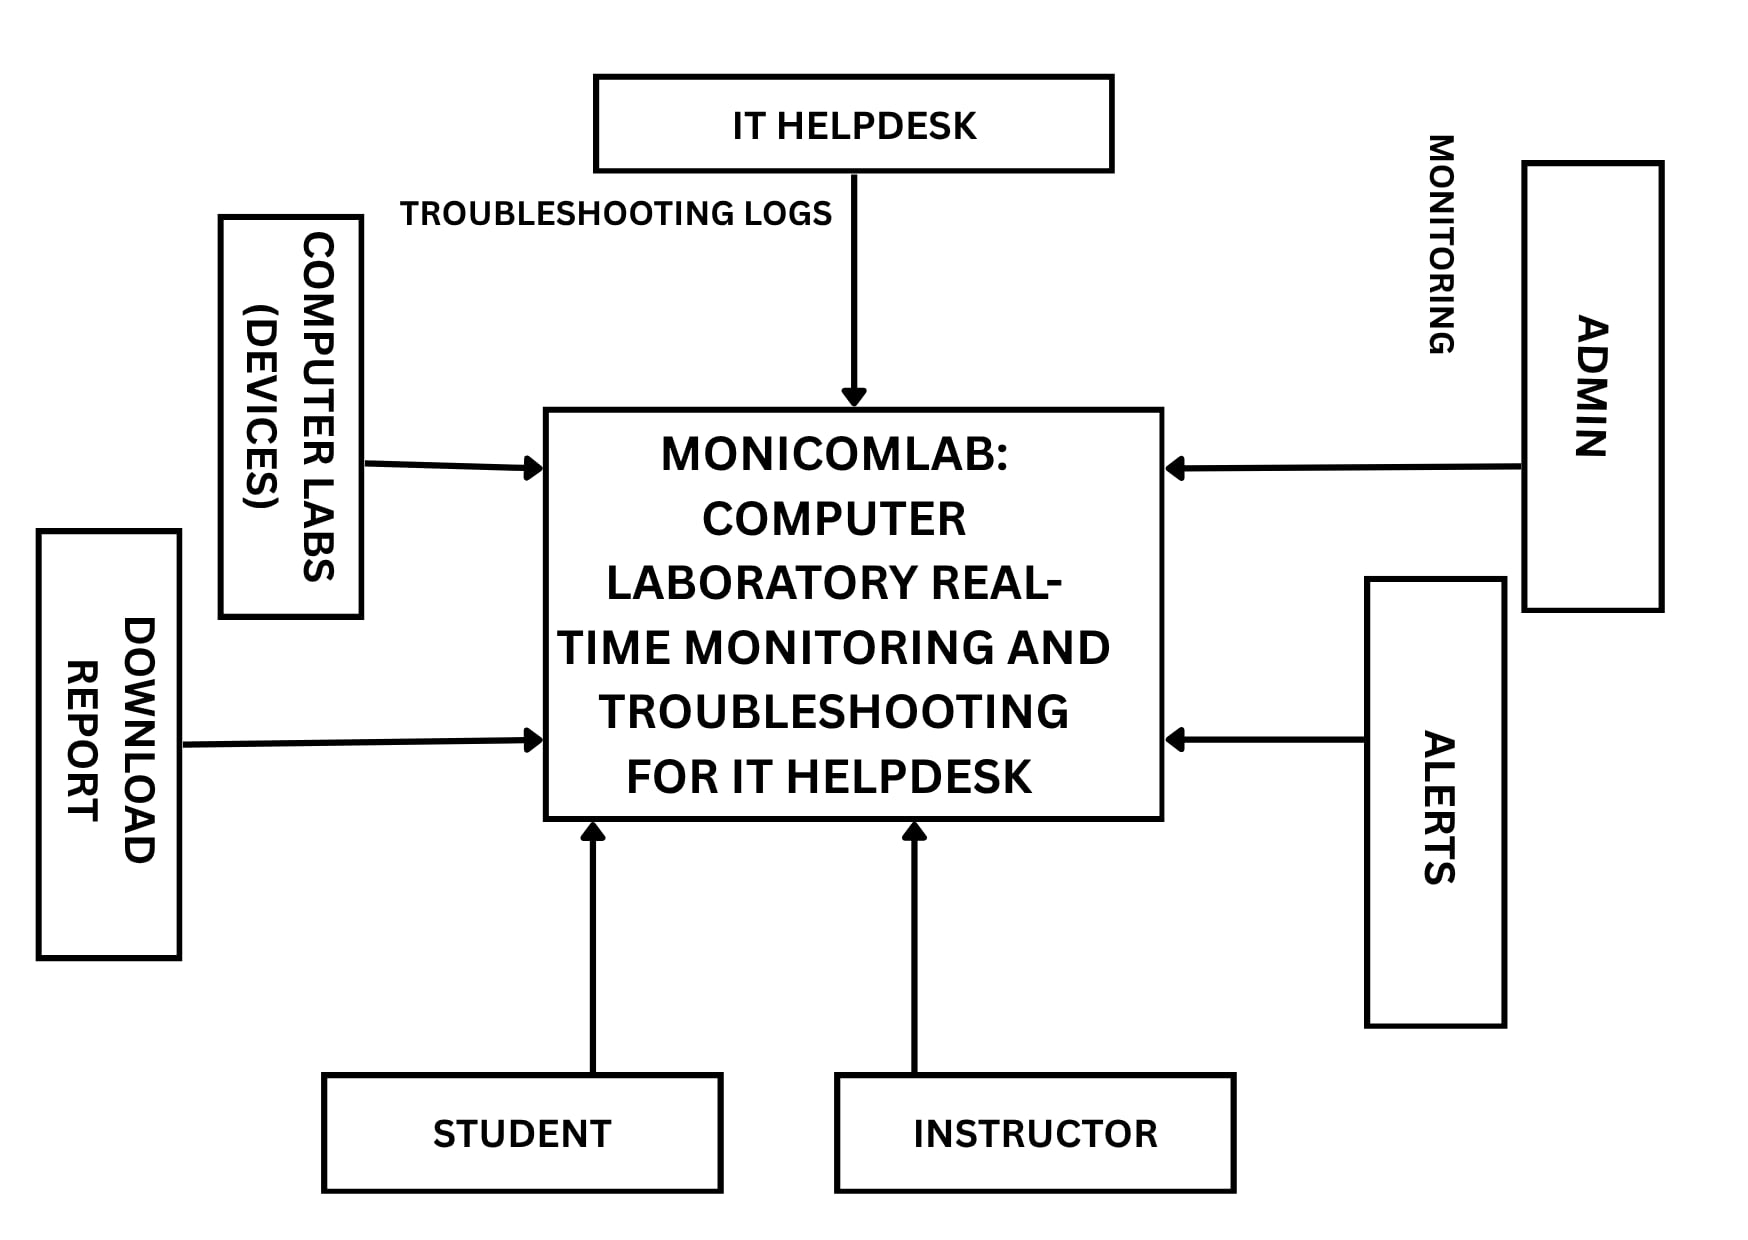 IT HELPDESK
TROUBLESHOOTING LOGS
MONITORING
COMPUTER LABS
(DEVICES)
ADMIN
MONICOMLAB:
COMPUTER
LABORATORY REAL-
TIME MONITORING AND
TROUBLESHOOTING
FOR IT HELPDESK
DOWNLOAD
REPORT
ALERTS
STUDENT
INSTRUCTOR